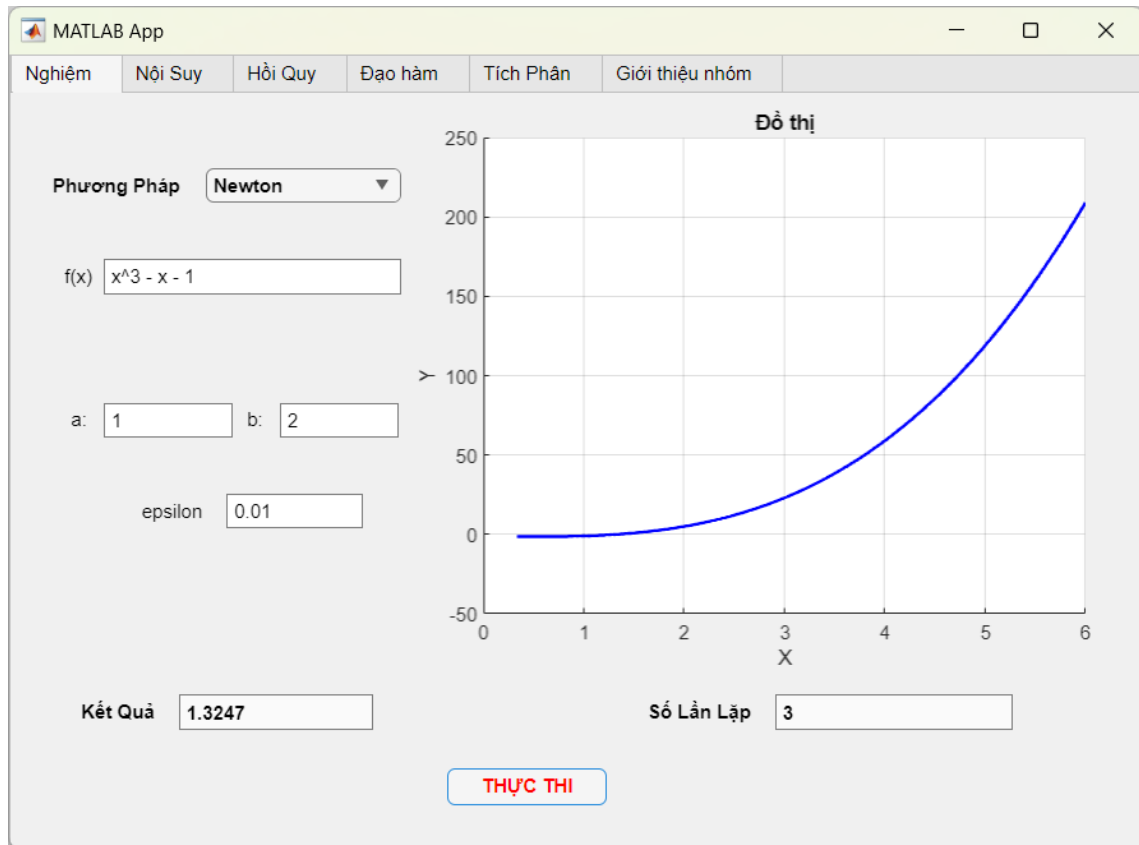 MATLAB App
Nghiệm Nội Suy Hồi Quy Đạo hàm Tích Phân Giới thiệu nhóm
Phương Pháp Newton
f(x) x^3 - x - 1
a: 1 b: 2
epsilon 0.01
Đồ thị
250
200
150
100
50
0
-50
Y
0 1 2 3 4 5 6
X
Kết Quả 1.3247
Số Lần Lặp 3
THỰC THI